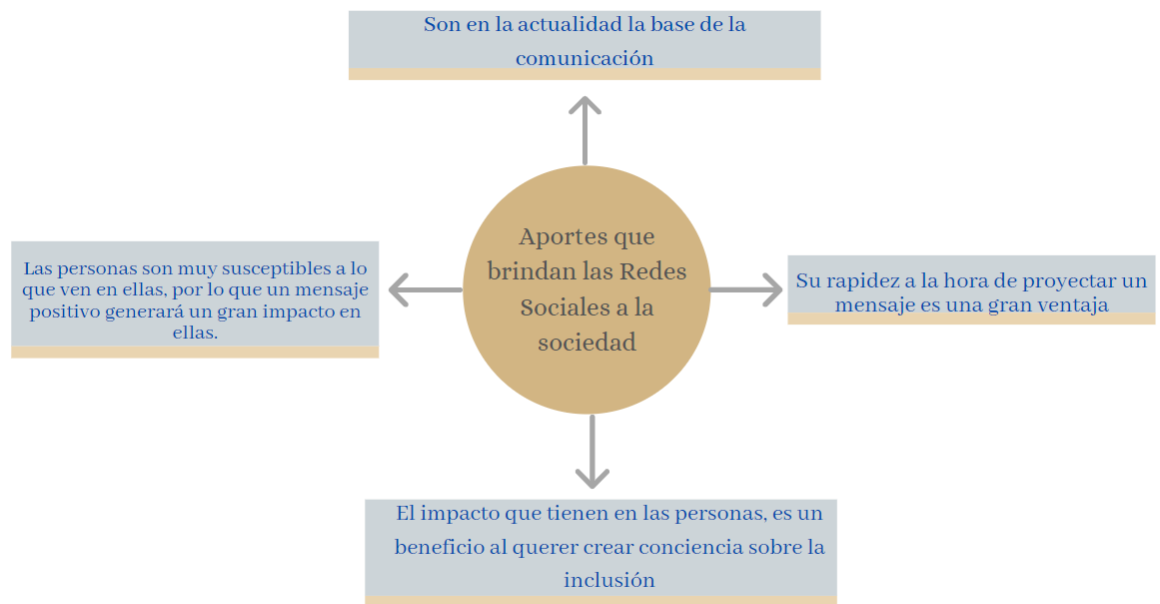 Son en la actualidad la base de la
comunicación
Aportes que
brindan las Redes
Sociales a la
sociedad
Las personas son muy susceptibles a lo
que ven en ellas, por lo que un mensaje
positivo generará un gran impacto en
ellas.
Su rapidez a la hora de proyectar un
mensaje es una gran ventaja
El impacto que tienen en las personas, es un
beneficio al querer crear conciencia sobre la
inclusión